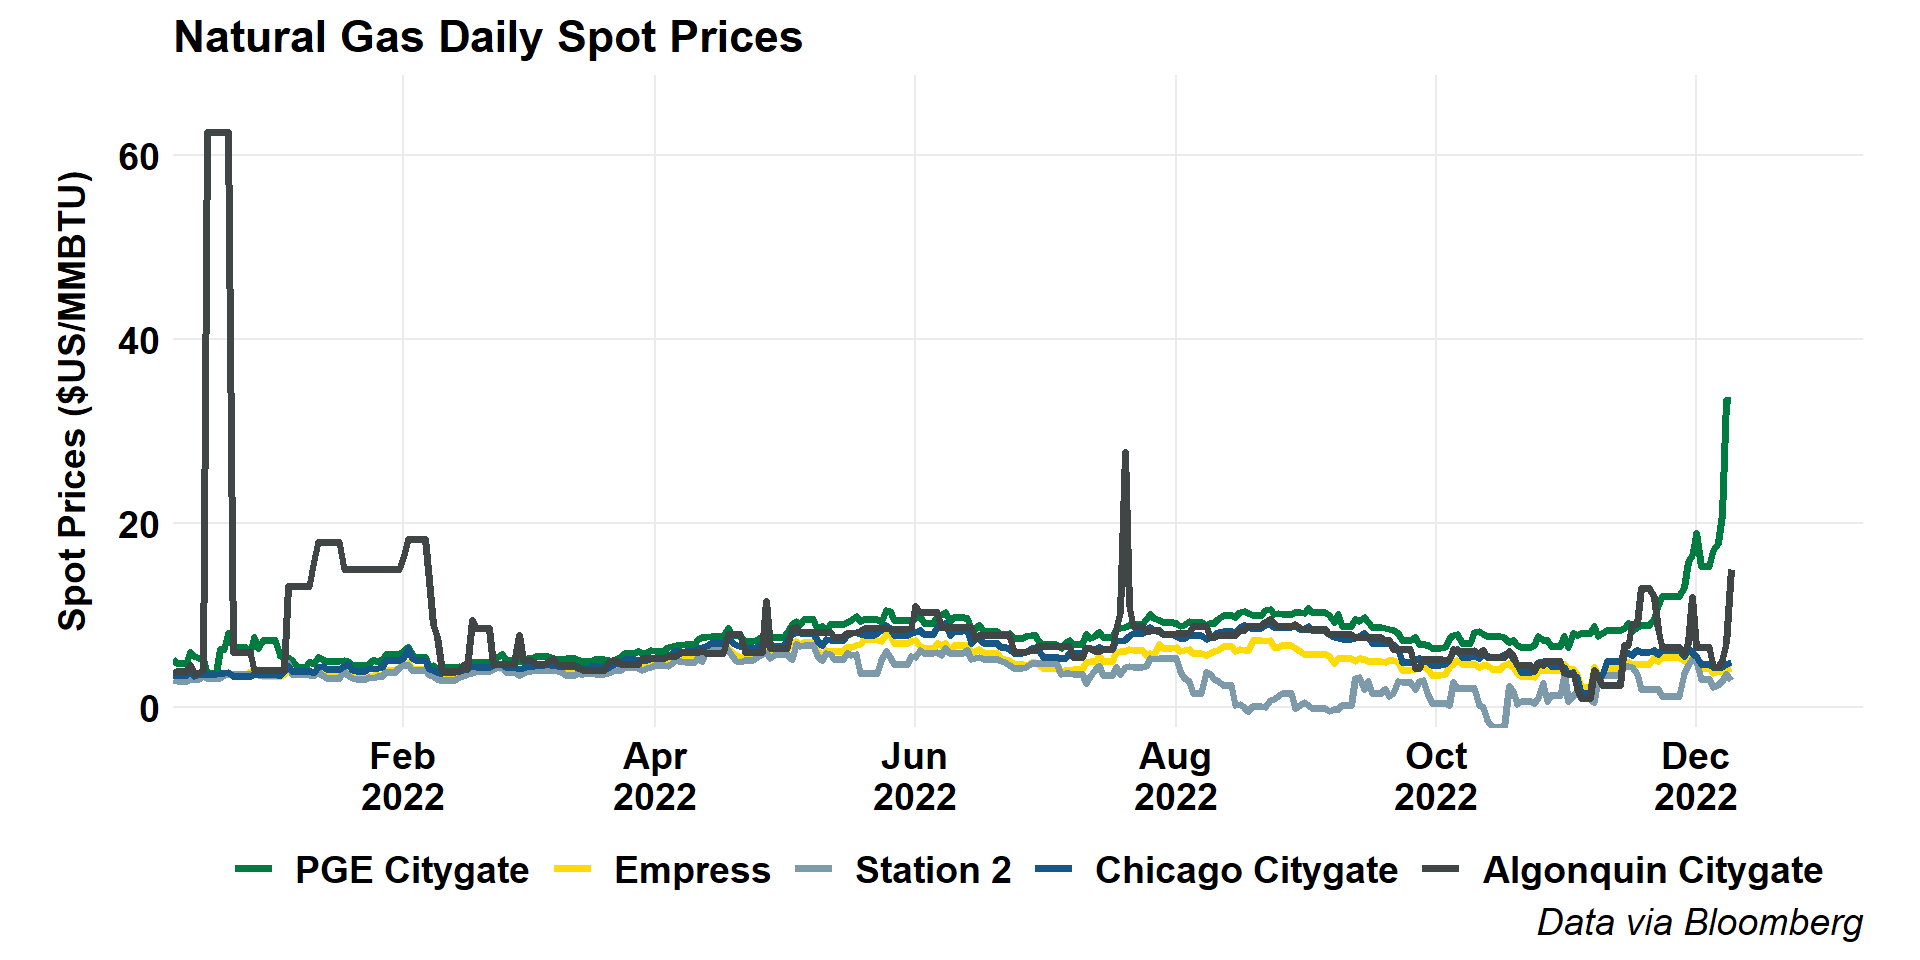 Natural Gas Daily Spot Prices
Spot Prices ($US/MMBTU)
60
40
20
0
Feb
2022
Apr
2022
Jun
2022
Aug
2022
Oct
2022
Dec
2022
PGE Citygate
Empress
Station 2
Chicago Citygate
Algonquin Citygate
Data via Bloomberg